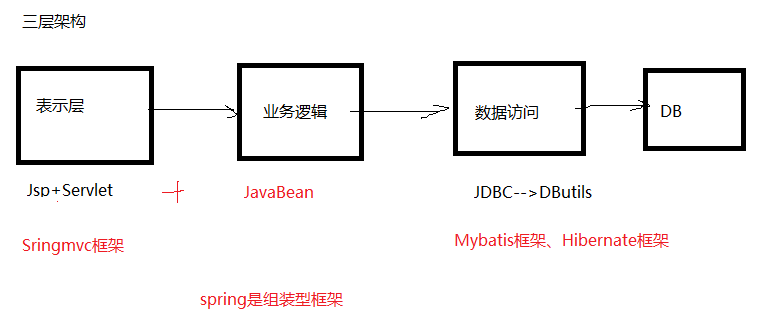 三层架构
表示层
业务逻辑
数据访问
DB
Jsp+Servlet
+
JavaBean
JDBC-->DButils
Sringmvc框架
Mybatis框架、Hibernate框架
spring是组装型框架